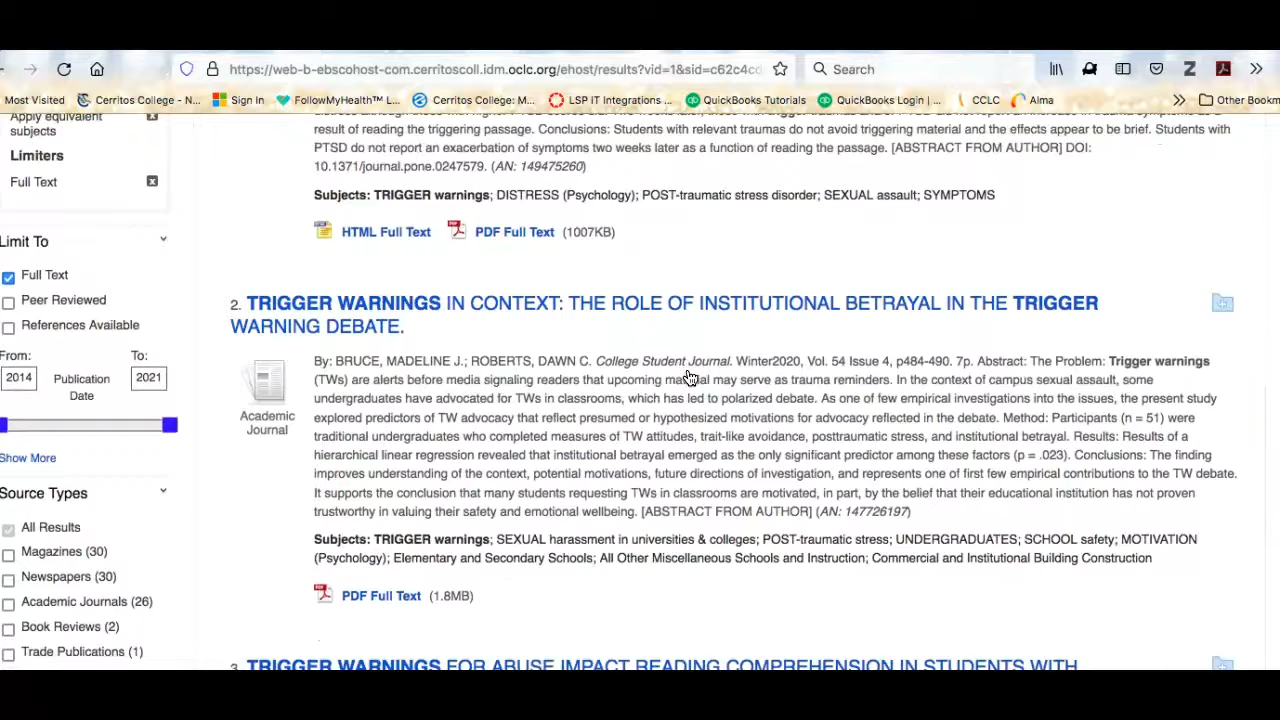 https://web-b-ebscohost-com.cerritoscoll.idm.oclc.org/ehost/results?vid=1&sid=c62c4cd
Search
Most Visited
Cerritos College - N...
Sign In
FollowMyHealth™ L...
Cerritos College: M...
LSP iT Integrations ...
QuickBooks Tutorials
QuickBooks Login | ...
CCLC
Alma
Other Bookm
Apply equivalent
subjects
Limiters
Full Text
Limit To
Full Text
Peer Reviewed
References Available
From:
To:
2014
Publication
Date
2021
Show More
Source Types
All Results
Magazines (30)
Newspapers (30)
Academic Journals (26)
Book Reviews (2)
Trade Publications (1)
result of reading the triggering passage. Conclusions: Students with relevant traumas do not avoid triggering material and the effects appear to be brief. Students with
PTSD do not report an exacerbation of symptoms two weeks later as a function of reading the passage. [ABSTRACT FROM AUTHOR] DOI:
10.1371/journal.pone.0247579. (AN: 149475260)
Subjects: TRIGGER warnings; DISTRESS (Psychology); POST-traumatic stress disorder; SEXUAL assault; SYMPTOMS
HTML Full Text
PDF Full Text (1007KB)
2. TRIGGER WARNINGS IN CONTEXT: THE ROLE OF INSTITUTIONAL BETRAYAL IN THE TRIGGER
WARNING DEBATE.
Academic
Journal
By: BRUCE, MADELINE J.; ROBERTS, DAWN C. College Student Journal. Winter2020, Vol. 54 Issue 4, p484-490. 7p. Abstract: The Problem: Trigger warnings
(TWs) are alerts before media signaling readers that upcoming material may serve as trauma reminders. In the context of campus sexual assault, some
undergraduates have advocated for TWs in classrooms, which has led to polarized debate. As one of few empirical investigations into the issues, the present study
explored predictors of TW advocacy that reflect presumed or hypothesized motivations for advocacy reflected in the debate. Method: Participants (n = 51) were
traditional undergraduates who completed measures of TW attitudes, trait-like avoidance, posttraumatic stress, and institutional betrayal. Results: Results of a
hierarchical linear regression revealed that institutional betrayal emerged as the only significant predictor among these factors (p = .023). Conclusions: The finding
improves understanding of the context, potential motivations, future directions of investigation, and represents one of first few empirical contributions to the TW debate.
It supports the conclusion that many students requesting TWs in classrooms are motivated, in part, by the belief that their educational institution has not proven
trustworthy in valuing their safety and emotional wellbeing. [ABSTRACT FROM AUTHOR] (AN: 147726197)
Subjects: TRIGGER warnings; SEXUAL harassment in universities & colleges; POST-traumatic stress; UNDERGRADUATES; SCHOOL safety; MOTIVATION
(Psychology); Elementary and Secondary Schools; All Other Miscellaneous Schools and Instruction; Commercial and Institutional Building Construction
PDF Full Text (1.8MB)
3. TRIGGER WARNINGS FOR ABUSE IMPACT READING COMPREHENSION IN STUDENTS WITH